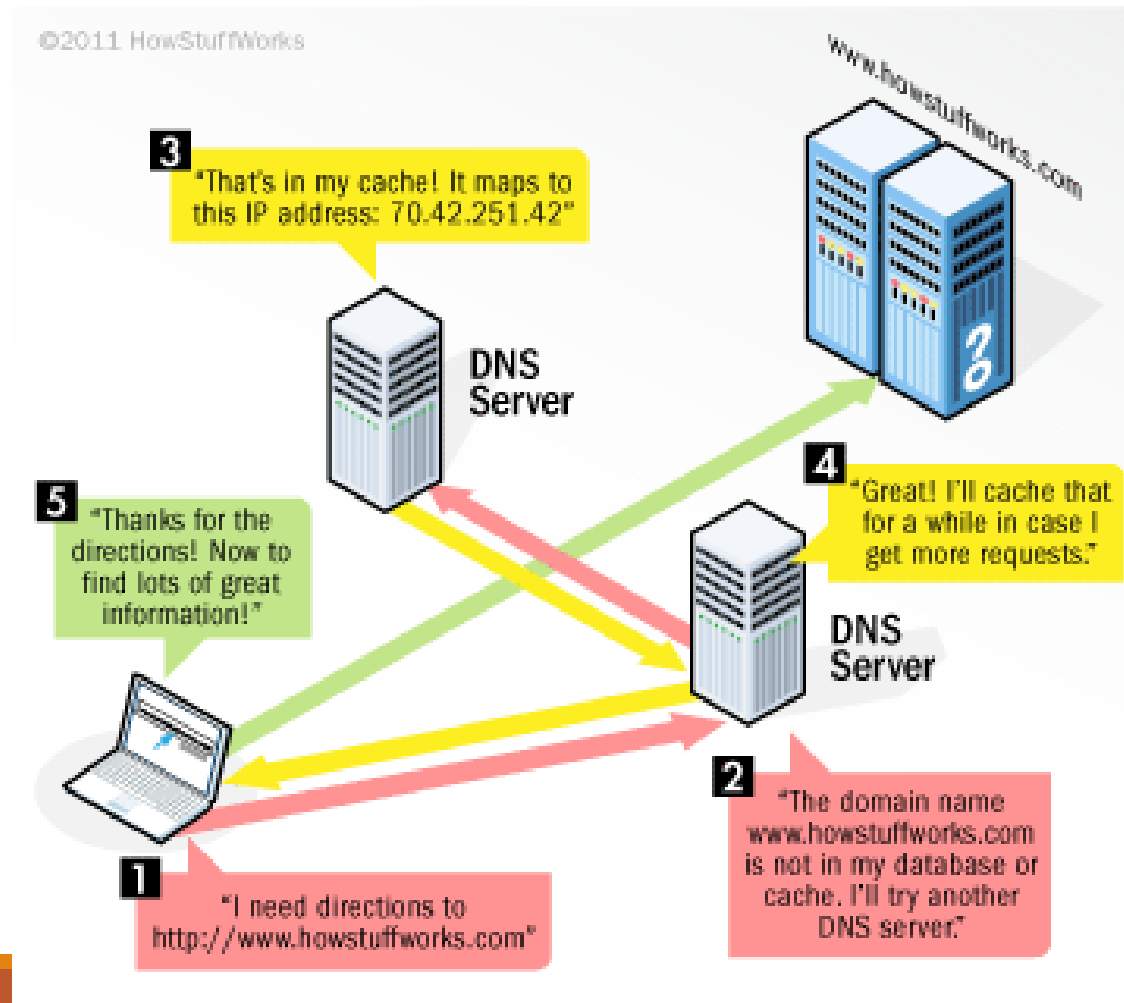 ©2011 HowStuffWorks
www.howstuffworks.com
3
"That's in my cache! It maps to
this IP address: 70.42.251.42"
DNS
Server
4
"Great! I'll cache that
for a while in case I
get more requests."
5
"Thanks for the
directions! Now to
find lots of great
information!"
DNS
Server
2
"The domain name
www.howstuffworks.com
is not in my database or
cache. I'll try another
DNS server."
1
"I need directions to
http://www.howstuffworks.com"